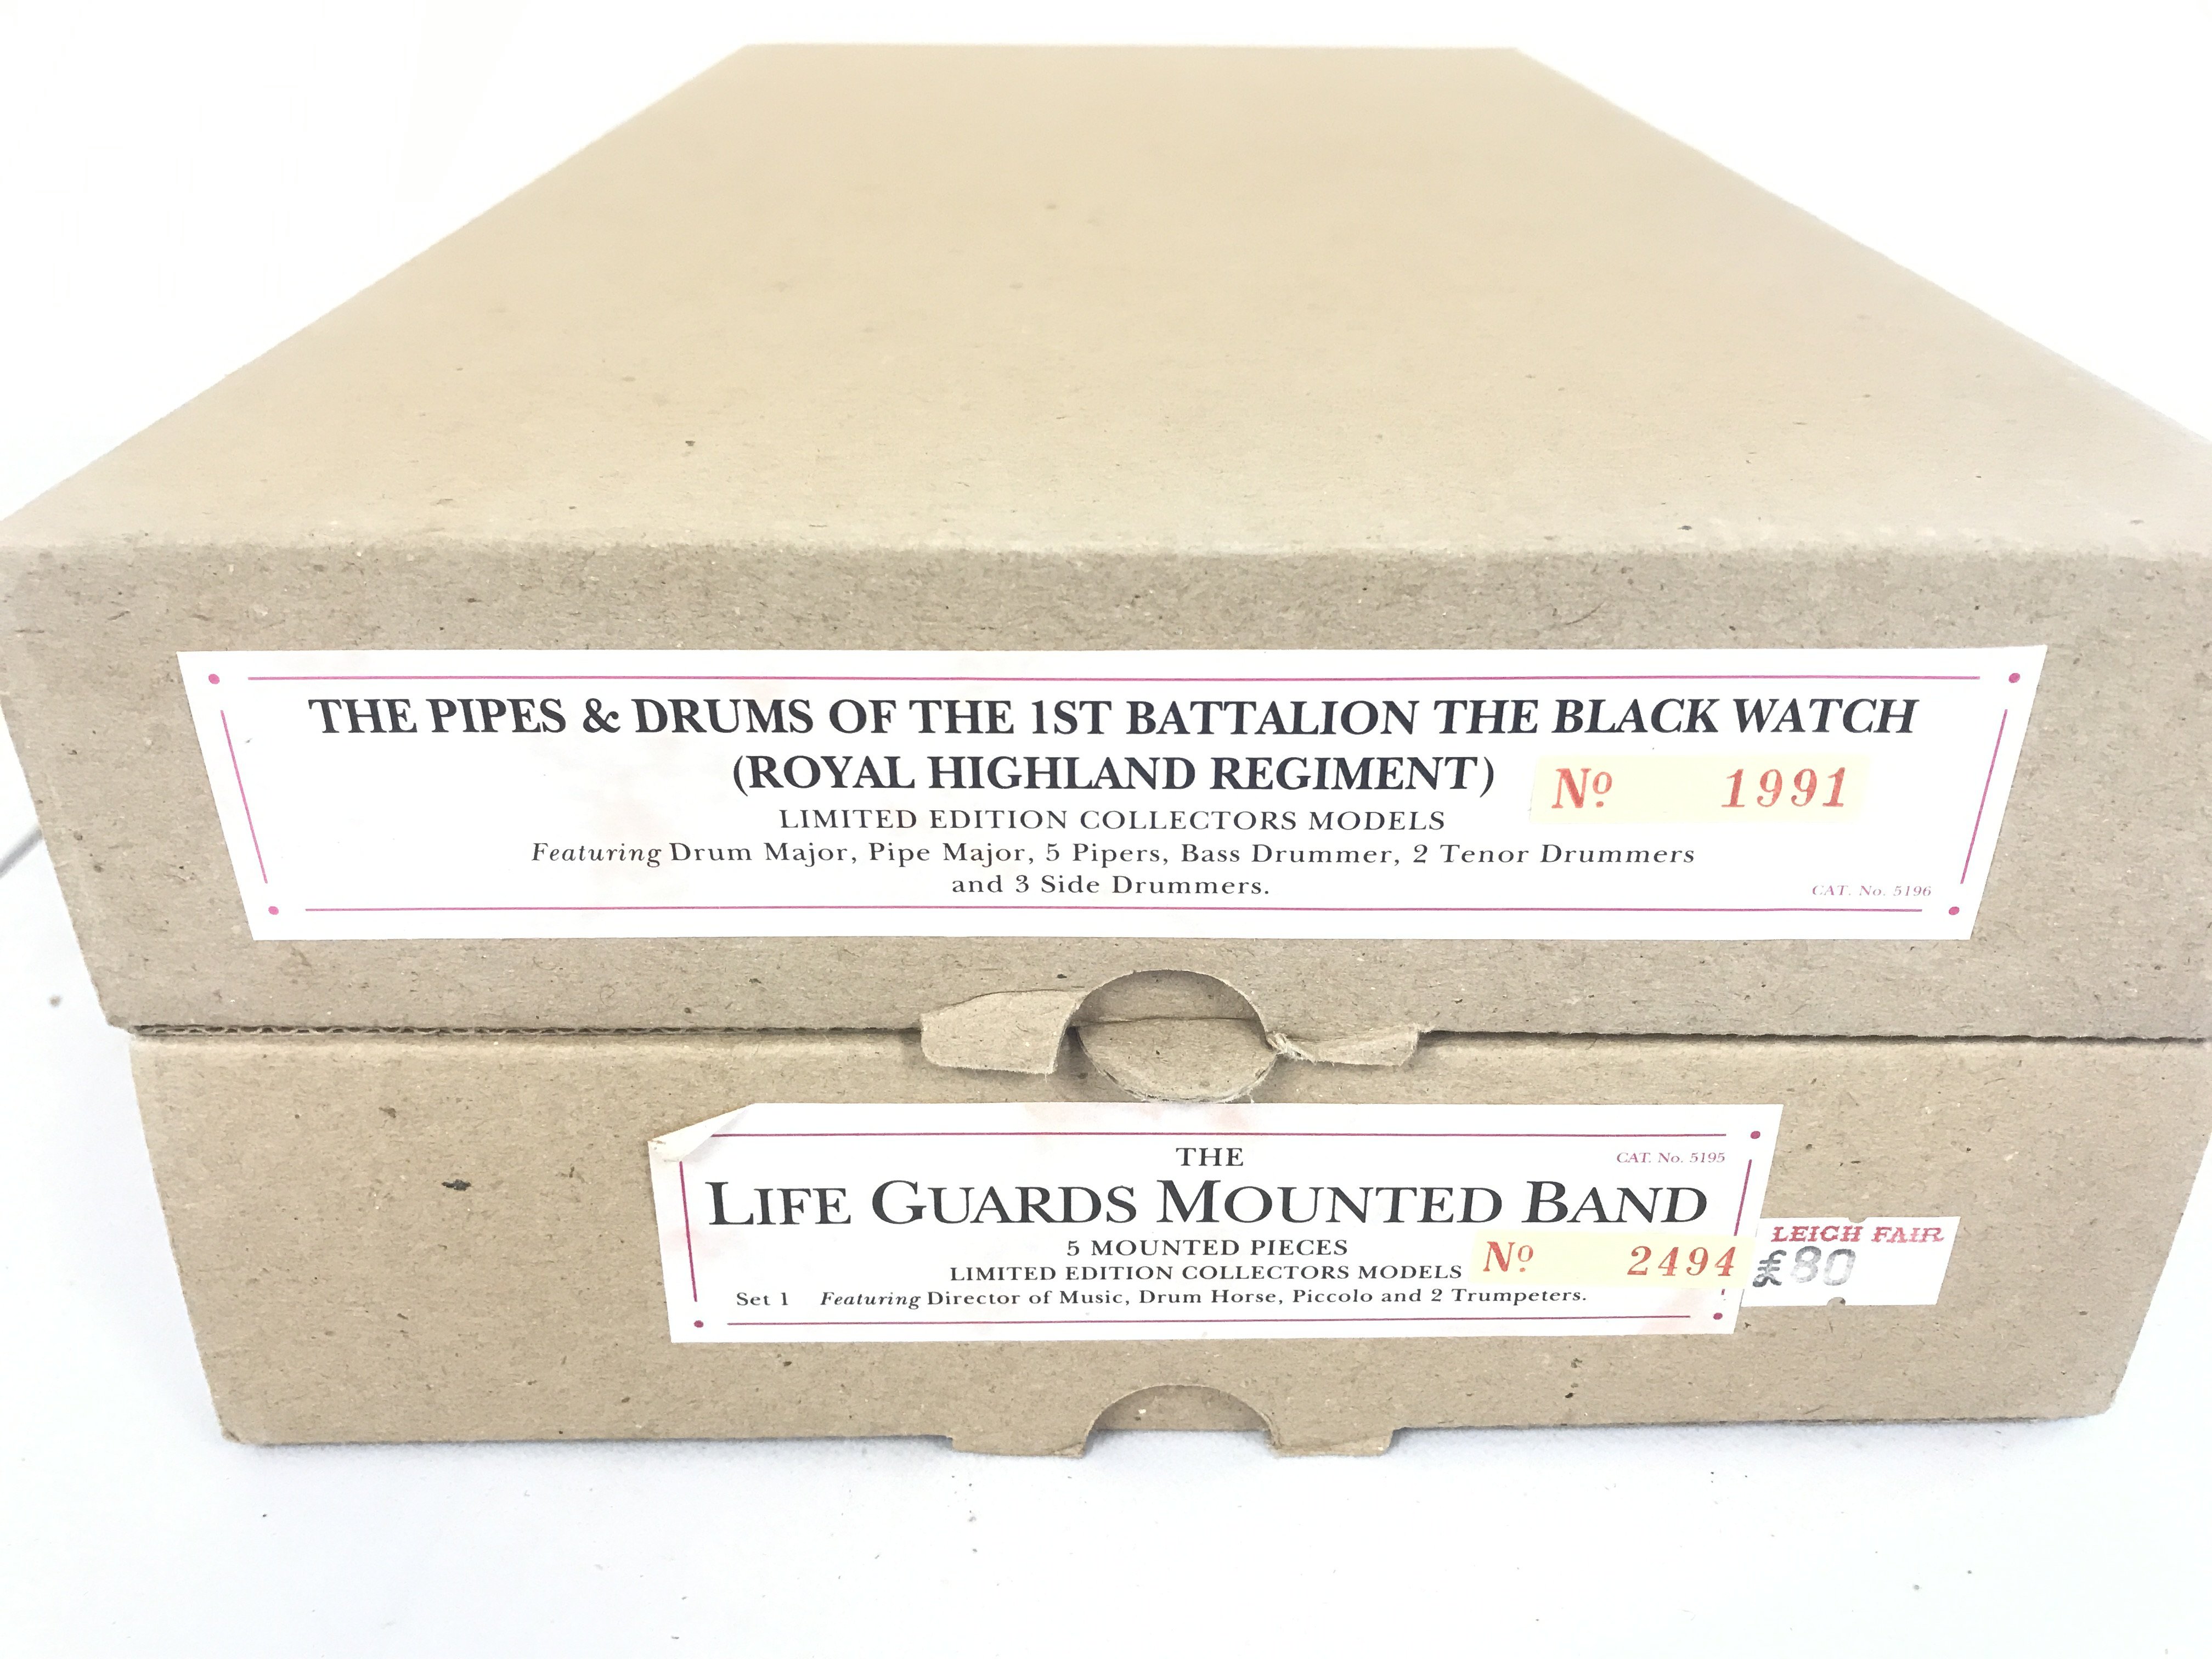 THE PIPES & DRUMS OF THE 1ST BATTALION THE BLACK WATCH
(ROYAL HIGHLAND REGIMENT)
Nº 1991
LIMITED EDITION COLLECTORS MODELS
Featuring Drum Major, Pipe Major, 5 Pipers, Bass Drummer, 2 Tenor Drummers
and 3 Side Drummers.
CAT. No. 5196
THE
CAT. No. 5195
LIFE GUARDS MOUNTED BAND
5 MOUNTED PIECES
Nº 2494
LIMITED EDITION COLLECTORS MODELS
Set 1 Featuring Director of Music, Drum Horse, Piccolo and 2 Trumpeters.
LEIGH FAIR
£80